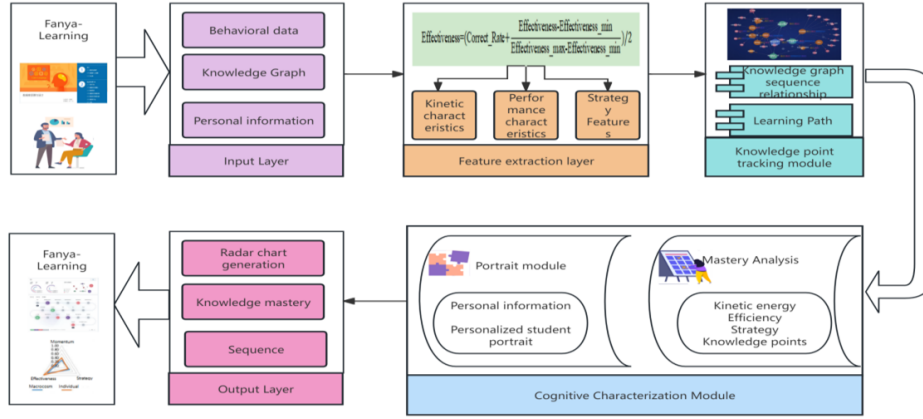 Fanya-
Learning
Behavioral data
Knowledge Graph
Personal information
Input Layer
Effectiveness=(Correct_Rate+ Effectiveness-Effectiveness_min
Effectiveness_max-Effectiveness_min )/2
Kinetic
charact
eristics
Perfor
mance
charact
eristics
Strateg
y
Feature
s
Feature extraction layer
Knowledge graph
sequence
relationship
Learning Path
Knowledge point
tracking module
Fanya-
Learning
Momentum
Effectiveness
Strategy
Macroscosm
Individual
Radar chart
generation
Knowledge mastery
Sequence
Output Layer
Portrait module
Personal information
Personalized student
portrait
Mastery Analysis
Kinetic energy
Efficiency
Strategy
Knowledge points
Cognitive Characterization Module